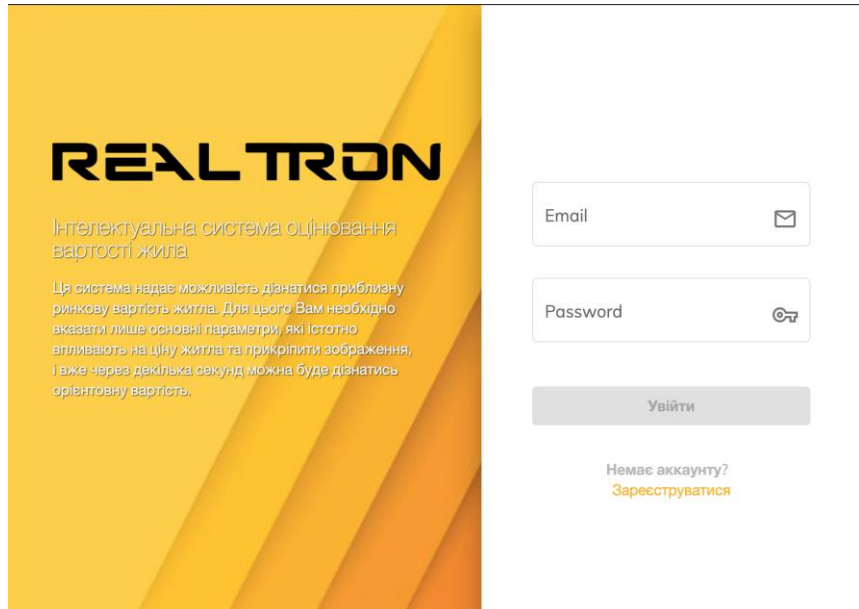 REALTRON
Інтелектуальна система оцінювання
вартості жила
Ця система надає можливість дізнатися приблизну
ринкову вартість житла. Для цього Вам необхідно
вказати лише основні параметри, які істотно
впливають на ціну житла та прикріпити зображення,
і вже через декілька секунд можна буде дізнатись
орієнтовну вартість.
Email
Password
Увійти
Немає аккаунту?
Зареєструватися